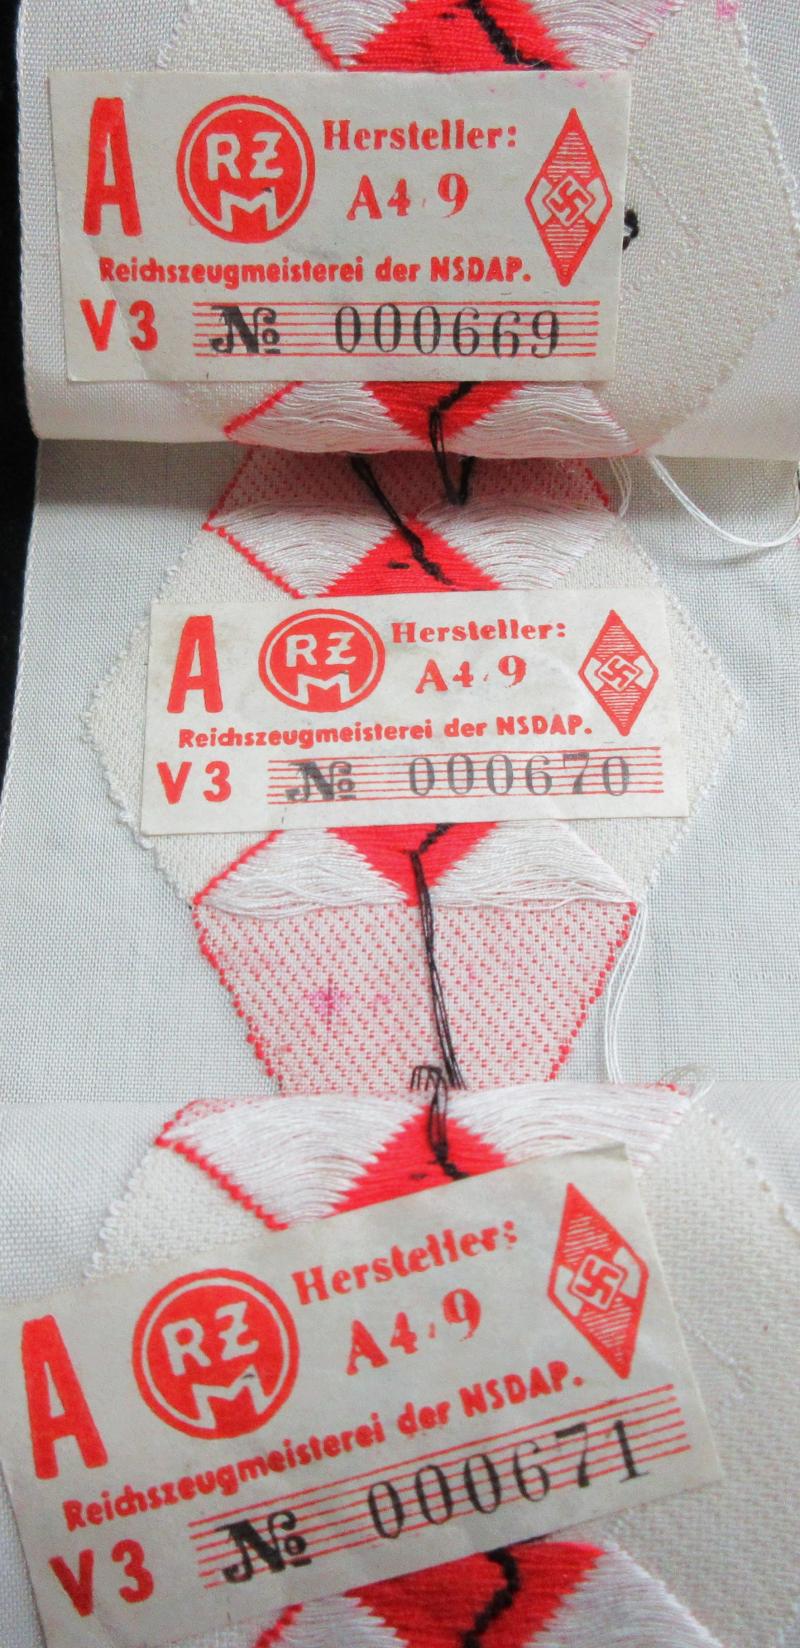 A
RZM
Hersteller:
A4 9
Reichszeugmeisterei der NSDAP.
V3 № 000669
A
RZM
Hersteller:
A4 9
Reichszeugmeisterei der NSDAP.
V3 № 000670
A
RZM
Hersteller:
A4 9
Reichszeugmeisterei der NSDAP.
V3 № 000671